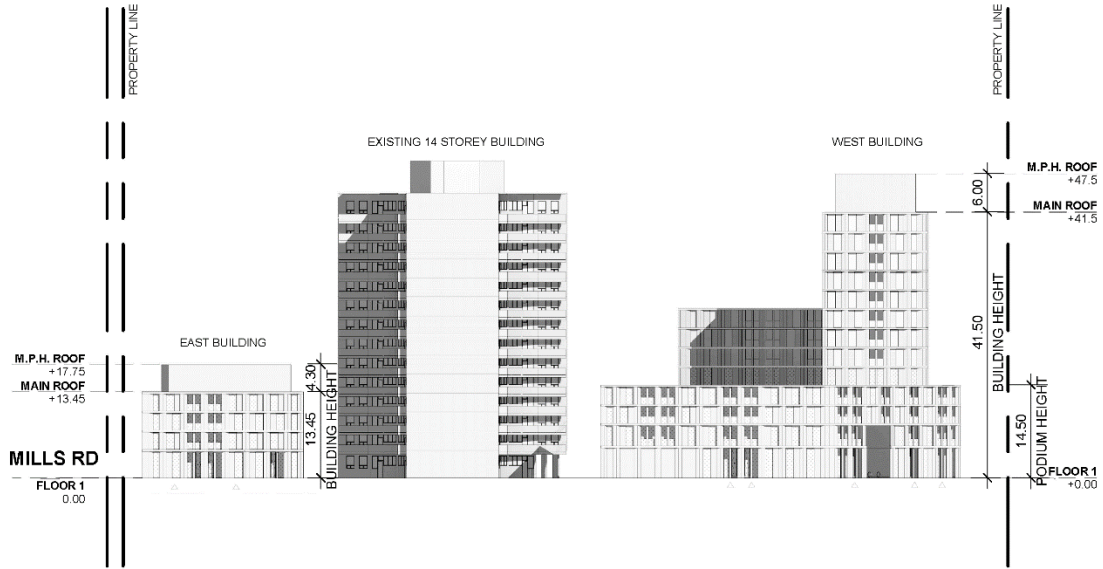 PROPERTY LINE
PROPERTY LINE
EXISTING 14 STOREY BUILDING
WEST BUILDING
M.P.H. ROOF
+47.5
6.00
MAIN ROOF
+41.5
BUILDING HEIGHT
41.50
EAST BUILDING
M.P.H. ROOF
+17.75
MAIN ROOF
+13.45
4.30
13.45
BUILDING HEIGHT
14.50
PODIUM HEIGHT
MILLS RD
FLOOR 1
0.00
FLOOR 1
+0.00